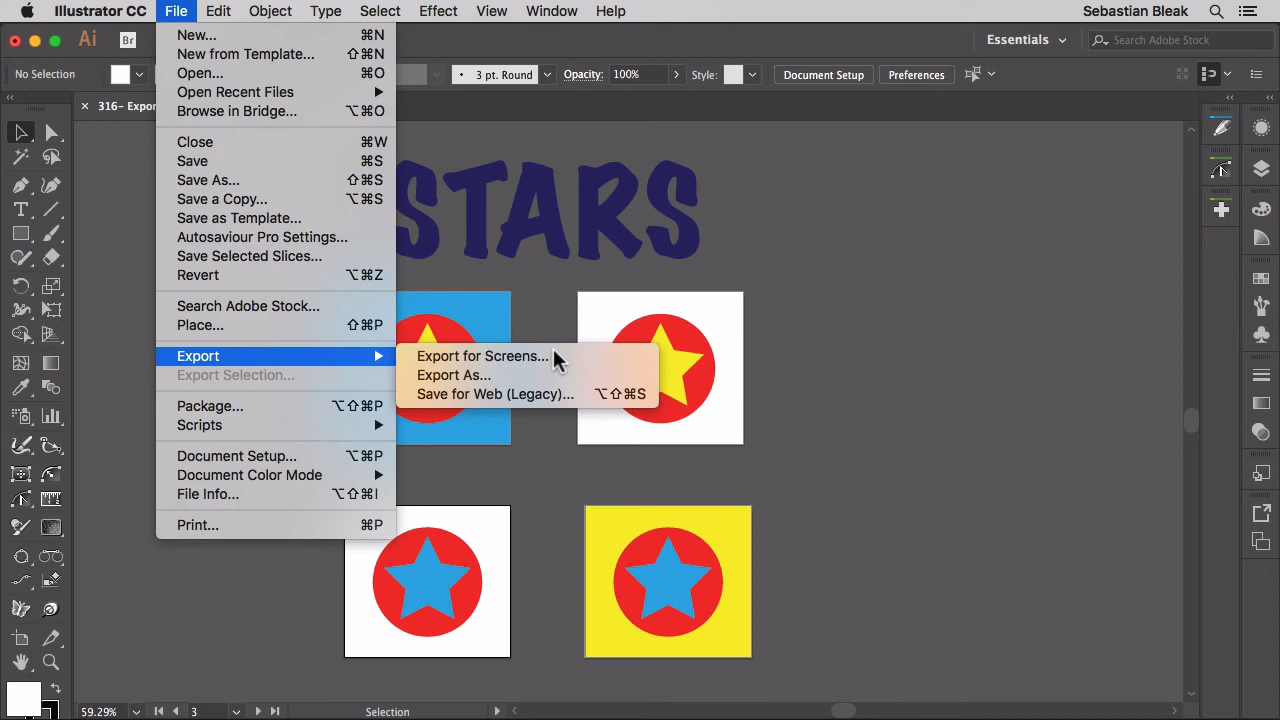 Illustrator CC File Edit Object Type Select Effect View Window Help Sebastian Bleak
Ai Br Essentials Search Adobe Stock
No Selection 3 pt. Round Opacity: 100% Style: Document Setup Preferences
316- Expor
New... ⌘N
New from Template... ⇧⌘N
Open... ⌘O
Open Recent Files
Browse in Bridge... ⌥⌘O
Close ⌘W
Save ⌘S
Save As... ⇧⌘S
Save a Copy... ⌥⌘S
Save as Template...
Autosaviour Pro Settings...
Save Selected Slices...
Revert ⌥⌘Z
Search Adobe Stock...
Place... ⇧⌘P
Export
Export Selection...
Package... ⌥⇧⌘P
Scripts
Document Setup... ⌥⌘P
Document Color Mode
File Info... ⌥⇧⌘I
Print... ⌘P
Export for Screens...
Export As...
Save for Web (Legacy)... ⌥⇧⌘S
STARS
59.29% 3 Selection